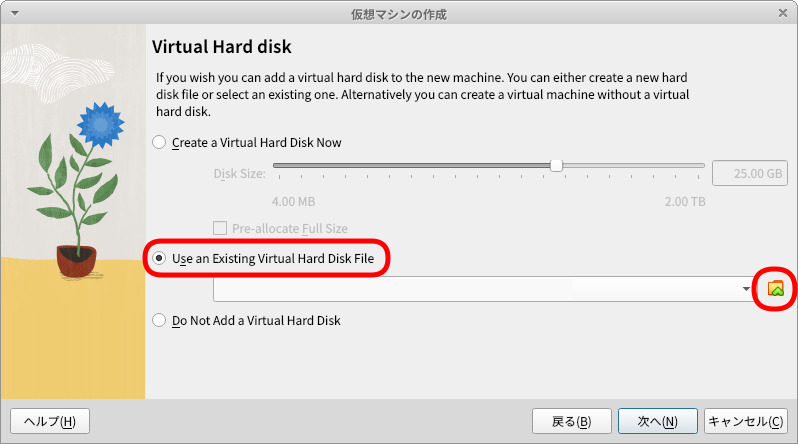 仮想マシンの作成
Virtual Hard disk
If you wish you can add a virtual hard disk to the new machine. You can either create a new hard
disk file or select an existing one. Alternatively you can create a virtual machine without a virtual
hard disk.
Create a Virtual Hard Disk Now
Disk Size:
25.00 GB
4.00 MB
2.00 TB
Pre-allocate Full Size
Use an Existing Virtual Hard Disk File
Do Not Add a Virtual Hard Disk
ヘルプ(H)
戻る(B)
次へ(N)
キャンセル(C)